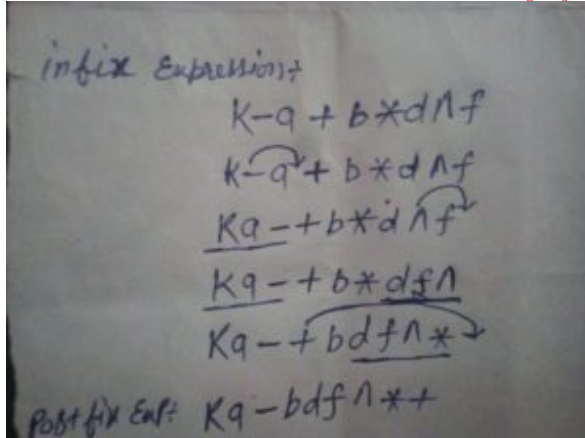 infix Expression:-
K-a + b*d^f
K-a + b*d^f
Ka- + b*d^f
Ka- + b*df^
Ka- + bdf^*
Postfix Exp:- Ka-bdf^*+